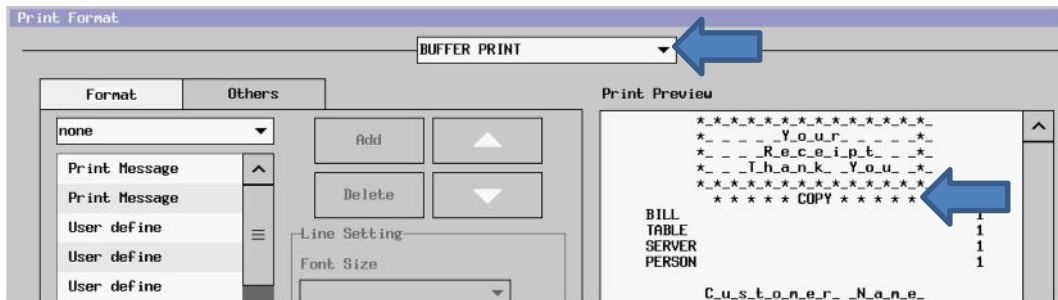 Print Format
BUFFER PRINT
Format
Others
none
Print Message
Print Message
User define
User define
User define
Add
Delete
Line Setting
Font Size
Print Preview
*_*_*_*_*_*_*_*_*_*_*_*_*_
*_ _ _ _ _Y_o_u_r_ _ _ _ _*_
*_ _ _ _R_e_c_e_i_p_t_ _ _*_
*_ _ _T_h_a_n_k_ _Y_o_u_ _*_
*_*_*_*_*_*_*_*_*_*_*_*_*_
* * * * * COPY * * * * *
BILL 1
TABLE 1
SERVER 1
PERSON 1
C_u_s_t_o_m_e_r_ _N_a_m_e_